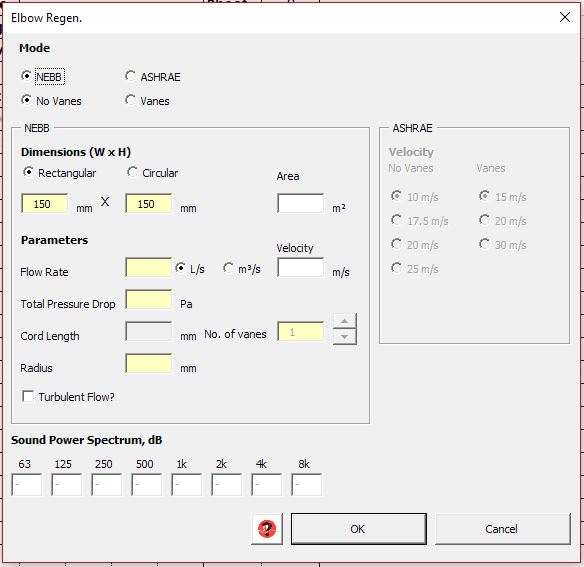 Elbow Regen.
Mode
NEBB ASHRAE
No Vanes Vanes
NEBB ASHRAE
Dimensions (W x H) Velocity
Rectangular Circular Area No Vanes Vanes
150 mm X 150 mm m² 10 m/s 15 m/s
17.5 m/s 20 m/s
Parameters Velocity 20 m/s 30 m/s
Flow Rate L/s m³/s m/s 25 m/s
Total Pressure Drop Pa
Cord Length mm No. of vanes 1
Radius mm
Turbulent Flow?
Sound Power Spectrum, dB
63 125 250 500 1k 2k 4k 8k
- - - - - - - -
? OK Cancel